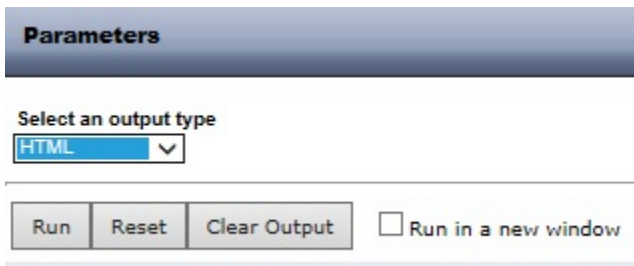 Parameters
Select an output type
HTML
Run Reset Clear Output Run in a new window